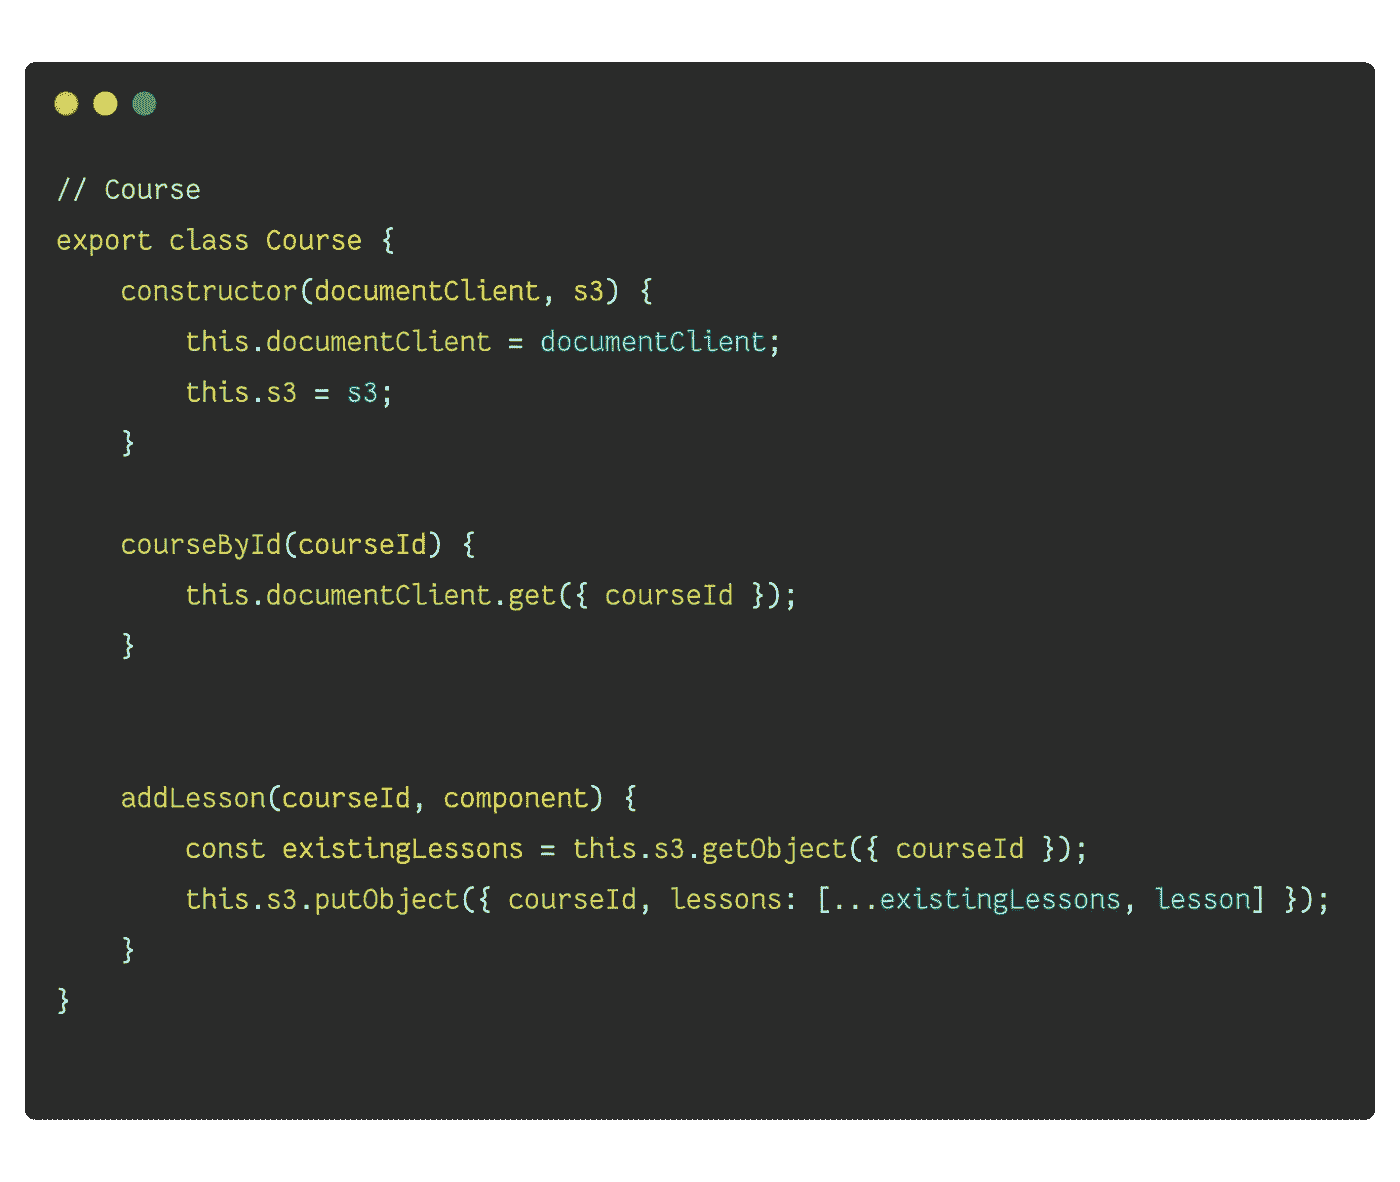 // Course
export class Course {
    constructor(documentClient, s3) {
        this.documentClient = documentClient;
        this.s3 = s3;
    }
    courseById(courseId) {
        this.documentClient.get({ courseId });
    }
    addLesson(courseId, component) {
        const existingLessons = this.s3.getObject({ courseId });
        this.s3.putObject({ courseId, lessons: [...existingLessons, lesson] });
    }
}